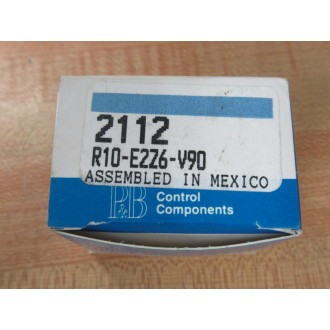 2112
R10-E2Z6-V90
ASSEMBLED IN MEXICO
P&B Control
Components